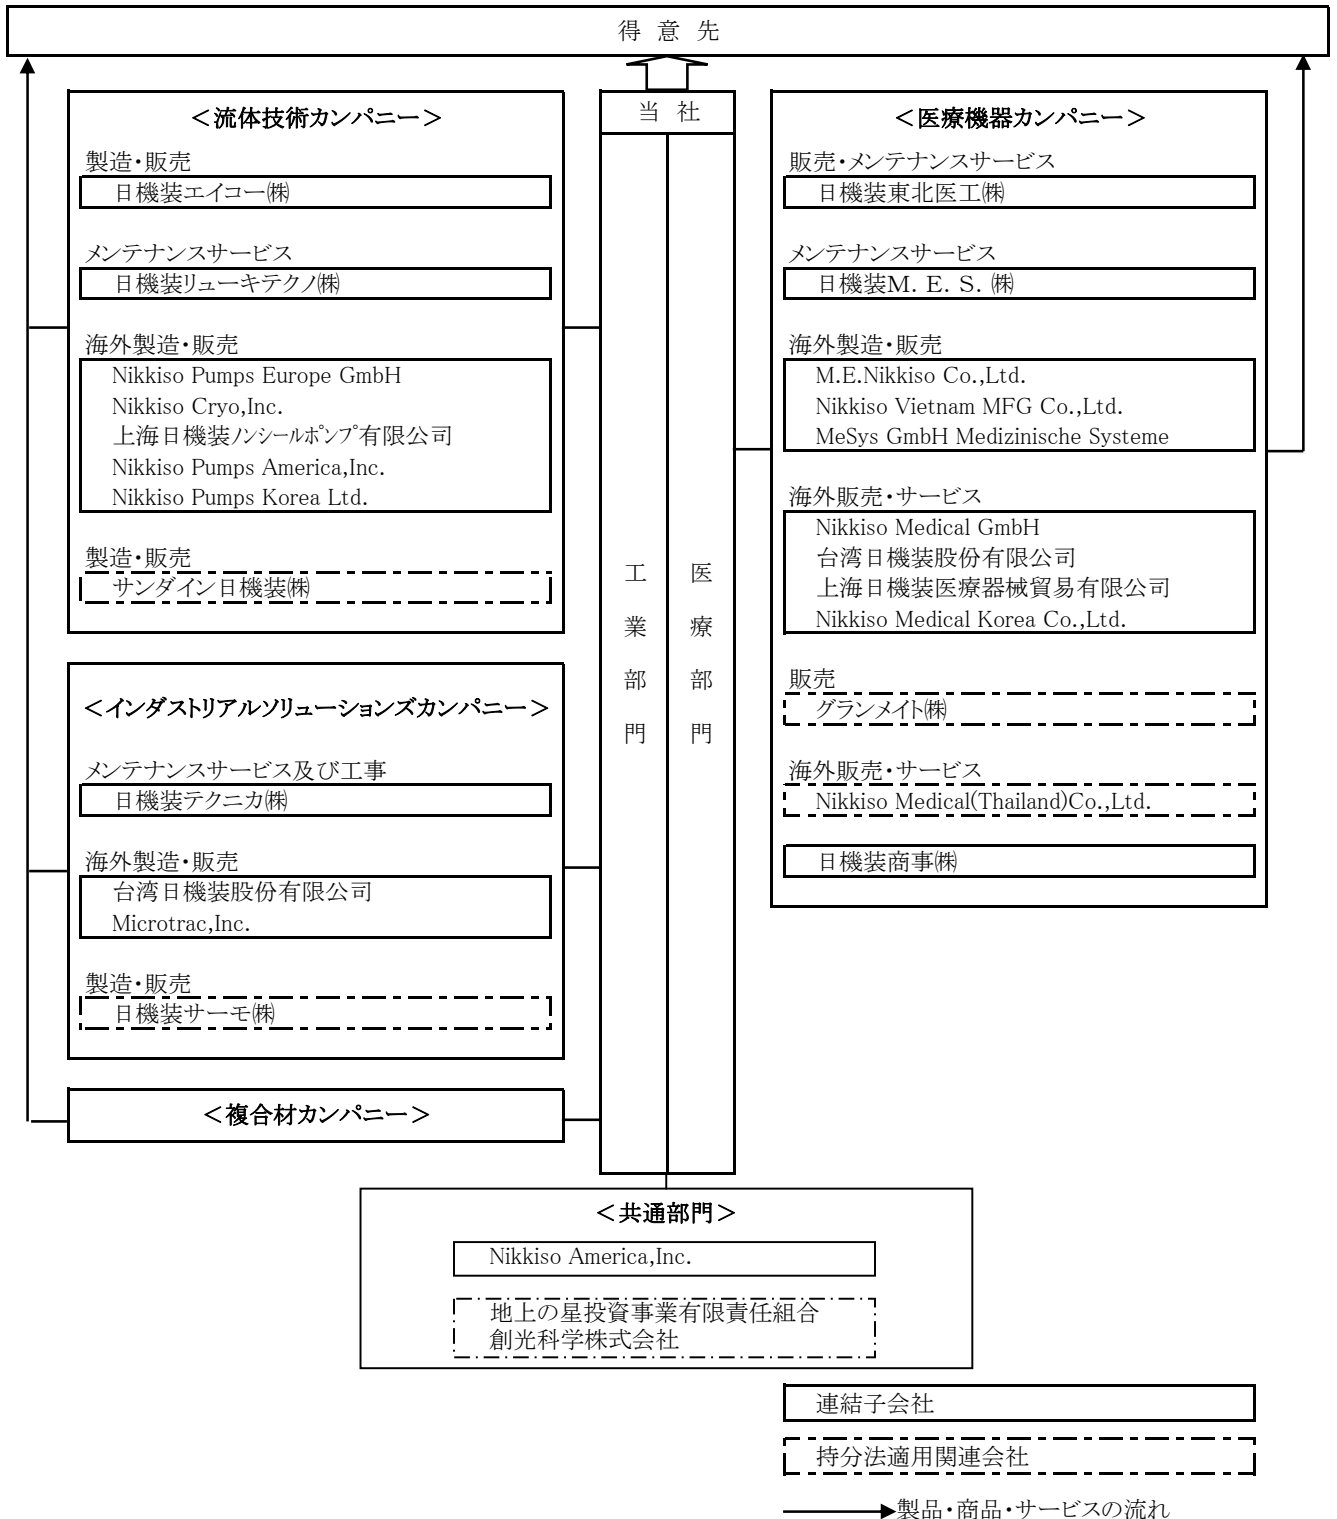 得 意 先
当 社
工業部門
医療部門
＜流体技術カンパニー＞
製造・販売
日機装エイコー㈱
メンテナンスサービス
日機装リューキテクノ㈱
海外製造・販売
Nikkiso Pumps Europe GmbH
Nikkiso Cryo,Inc.
上海日機装ノンシールポンプ有限公司
Nikkiso Pumps America,Inc.
Nikkiso Pumps Korea Ltd.
製造・販売
サンダイン日機装㈱
＜インダストリアルソリューションズカンパニー＞
メンテナンスサービス及び工事
日機装テクニカ㈱
海外製造・販売
台湾日機装股份有限公司
Microtrac,Inc.
製造・販売
日機装サーモ㈱
＜複合材カンパニー＞
＜医療機器カンパニー＞
販売・メンテナンスサービス
日機装東北医工㈱
メンテナンスサービス
日機装M. E. S. ㈱
海外製造・販売
M.E.Nikkiso Co.,Ltd.
Nikkiso Vietnam MFG Co.,Ltd.
MeSys GmbH Medizinische Systeme
海外販売・サービス
Nikkiso Medical GmbH
台湾日機装股份有限公司
上海日機装医療器械貿易有限公司
Nikkiso Medical Korea Co.,Ltd.
販売
グランメイト㈱
海外販売・サービス
Nikkiso Medical(Thailand)Co.,Ltd.
日機装商事㈱
＜共通部門＞
Nikkiso America,Inc.
地上の星投資事業有限責任組合
創光科学株式会社
連結子会社
持分法適用関連会社
製品・商品・サービスの流れ